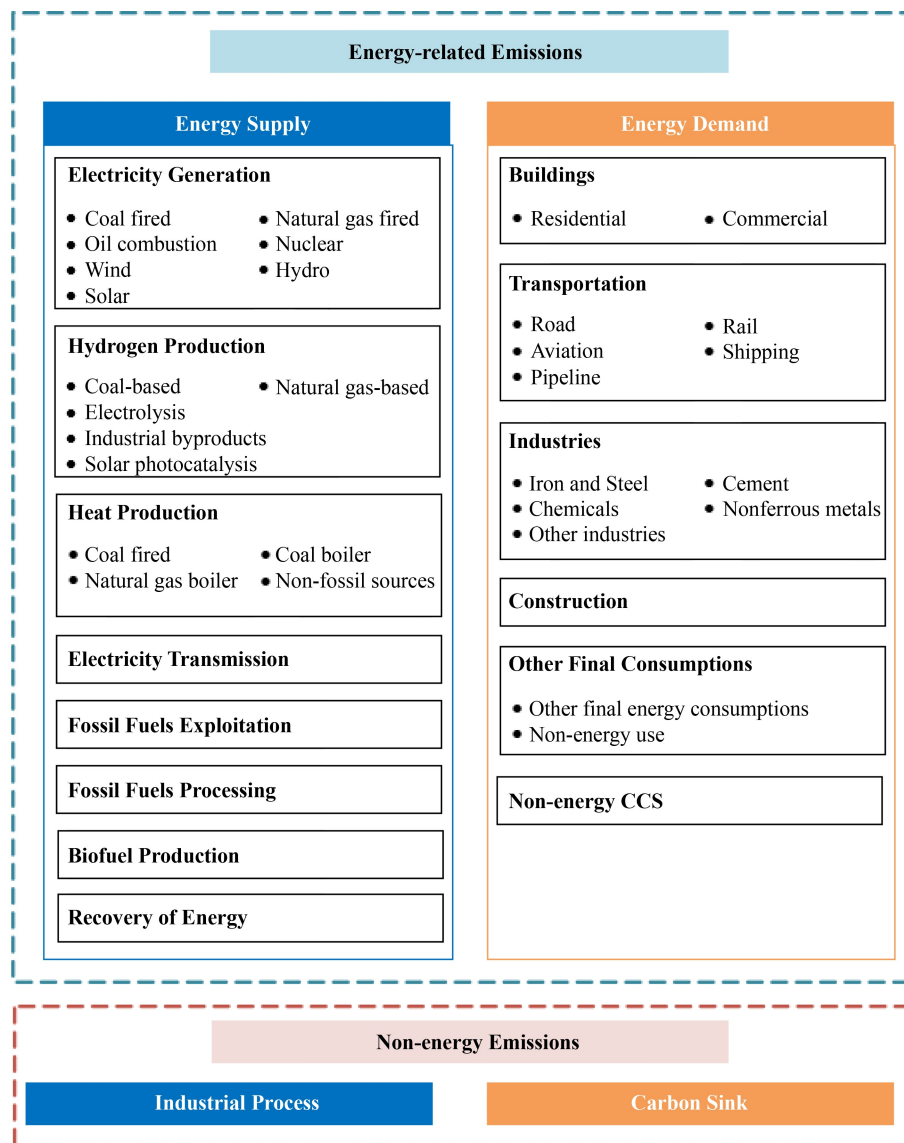 Energy-related Emissions
Energy Supply
Electricity Generation
• Coal fired
• Natural gas fired
• Oil combustion
• Nuclear
• Wind
• Hydro
• Solar
Hydrogen Production
• Coal-based
• Natural gas-based
• Electrolysis
• Industrial byproducts
• Solar photocatalysis
Heat Production
• Coal fired
• Coal boiler
• Natural gas boiler
• Non-fossil sources
Electricity Transmission
Fossil Fuels Exploitation
Fossil Fuels Processing
Biofuel Production
Recovery of Energy
Energy Demand
Buildings
• Residential
• Commercial
Transportation
• Road
• Rail
• Aviation
• Shipping
• Pipeline
Industries
• Iron and Steel
• Cement
• Chemicals
• Nonferrous metals
• Other industries
Construction
Other Final Consumptions
• Other final energy consumptions
• Non-energy use
Non-energy CCS
Non-energy Emissions
Industrial Process
Carbon Sink